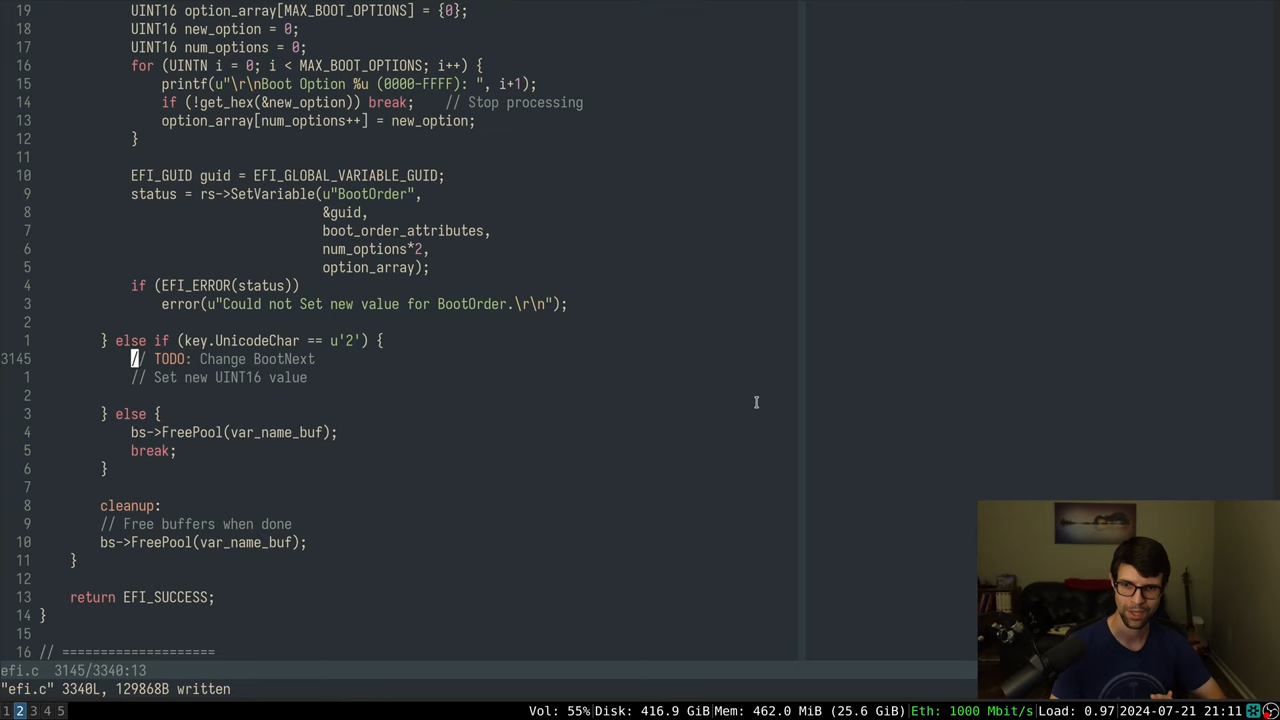 19 UINT16 option_array[MAX_BOOT_OPTIONS] = {0};
18 UINT16 new_option = 0;
17 UINT16 num_options = 0;
16 for (UINTN i = 0; i < MAX_BOOT_OPTIONS; i++) {
15 printf(u"\r\nBoot Option %u (0000-FFFF): ", i+1);
14 if (!get_hex(&new_option)) break; // Stop processing
13 option_array[num_options++] = new_option;
12 }
11
10 EFI_GUID guid = EFI_GLOBAL_VARIABLE_GUID;
9 status = rs->SetVariable(u"BootOrder",
8 &guid,
7 boot_order_attributes,
6 num_options*2,
5 option_array);
4 if (EFI_ERROR(status))
3 error(u"Could not Set new value for BootOrder.\r\n");
2
1 } else if (key.UnicodeChar == u'2') {
3145 // TODO: Change BootNext
1 // Set new UINT16 value
2
3 } else {
4 bs->FreePool(var_name_buf);
5 break;
6 }
7
8 cleanup:
9 // Free buffers when done
10 bs->FreePool(var_name_buf);
11 }
12
13 return EFI_SUCCESS;
14 }
15
16 // ====================
efi.c 3145/3340:13
"efi.c" 3340L, 129868B written
1 2 3 4 5 Vol: 55% Disk: 416.9 GiB Mem: 462.0 MiB (25.6 GiB) Eth: 1000 Mbit/s Load: 0.97 2024-07-21 21:11